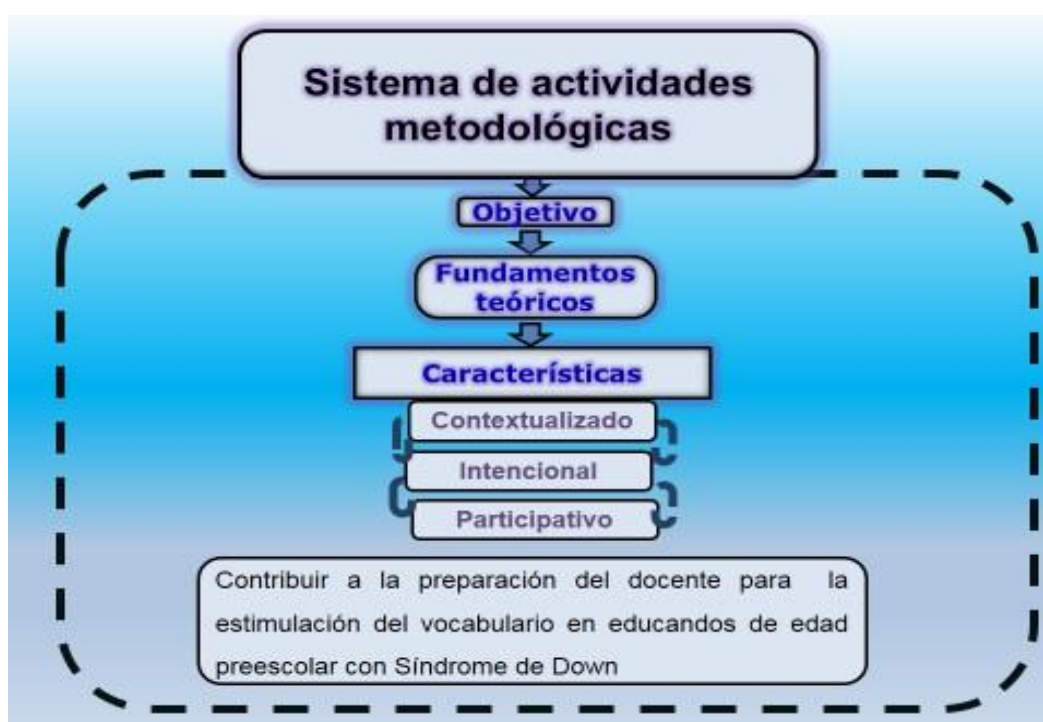 Sistema de actividades
metodológicas
Objetivo
Fundamentos
teóricos
Características
Contextualizado
Intencional
Participativo
Contribuir a la preparación del docente para la
estimulación del vocabulario en educandos de edad
preescolar con Síndrome de Down